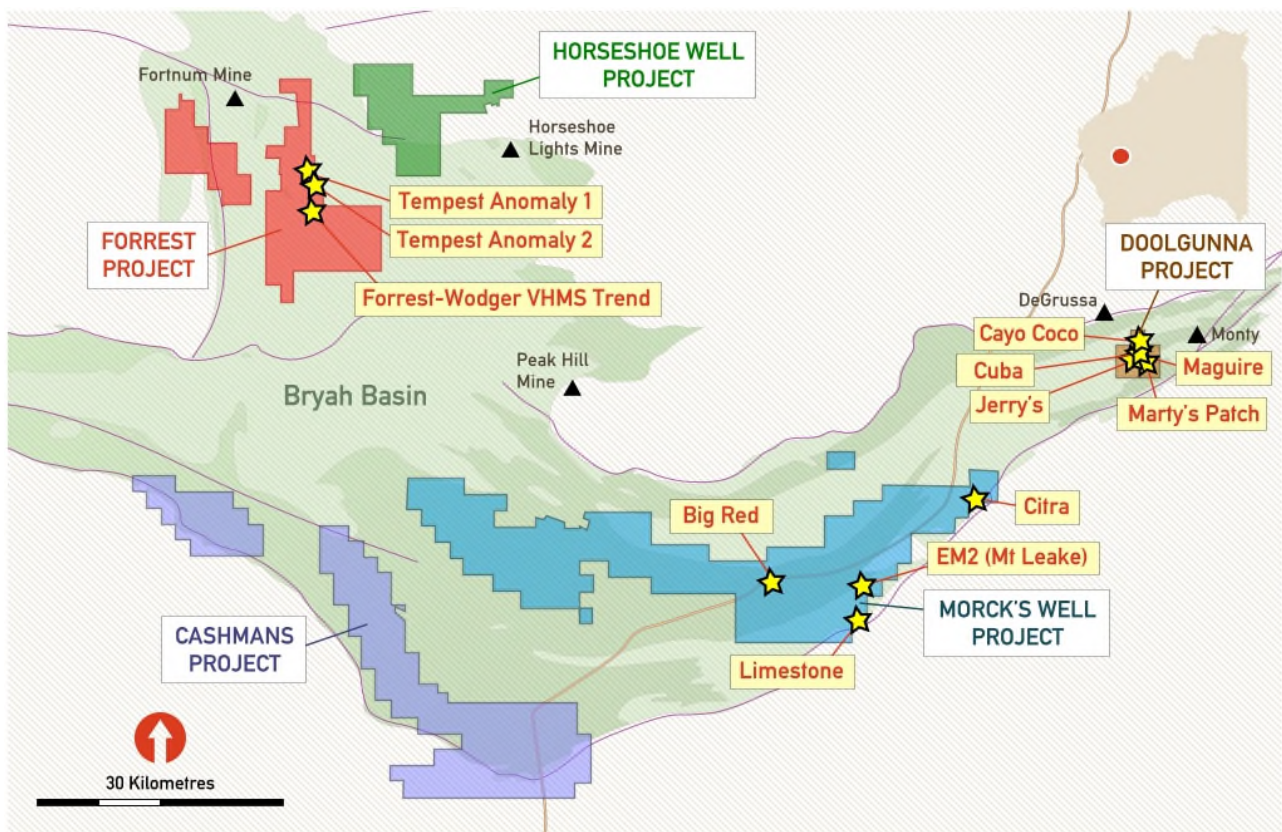 HORSESHOE WELL
PROJECT
Fortnum Mine
Horseshoe
Lights Mine
Tempest Anomaly 1
Tempest Anomaly 2
FORREST
PROJECT
Forrest-Wodger VHMS Trend
DOOLGUNNA
PROJECT
DeGrussa
Cayo Coco
Monty
Cuba
Maguire
Jerry's
Marty's Patch
Peak Hill
Mine
Bryah Basin
Big Red
Citra
EM2 (Mt Leake)
MORCK'S WELL
PROJECT
CASHMANS
PROJECT
Limestone
30 Kilometres